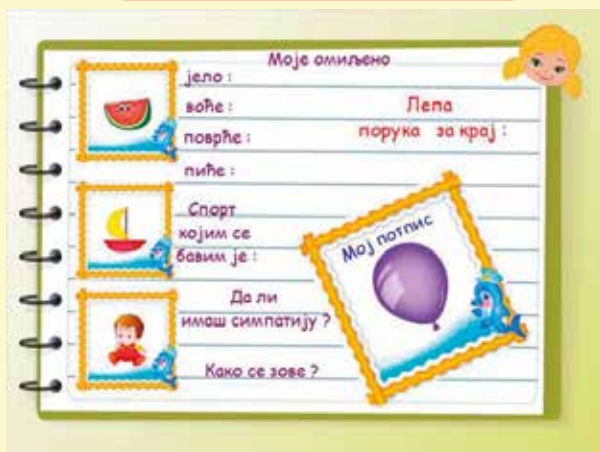 Моје омиљено
јело :
воће :
поврће :
пиће :
Спорт
којим се
бавим је :
Да ли
имаш симпатију ?
Како се зове ?
Лепа
порука за крај :
Мој потпис